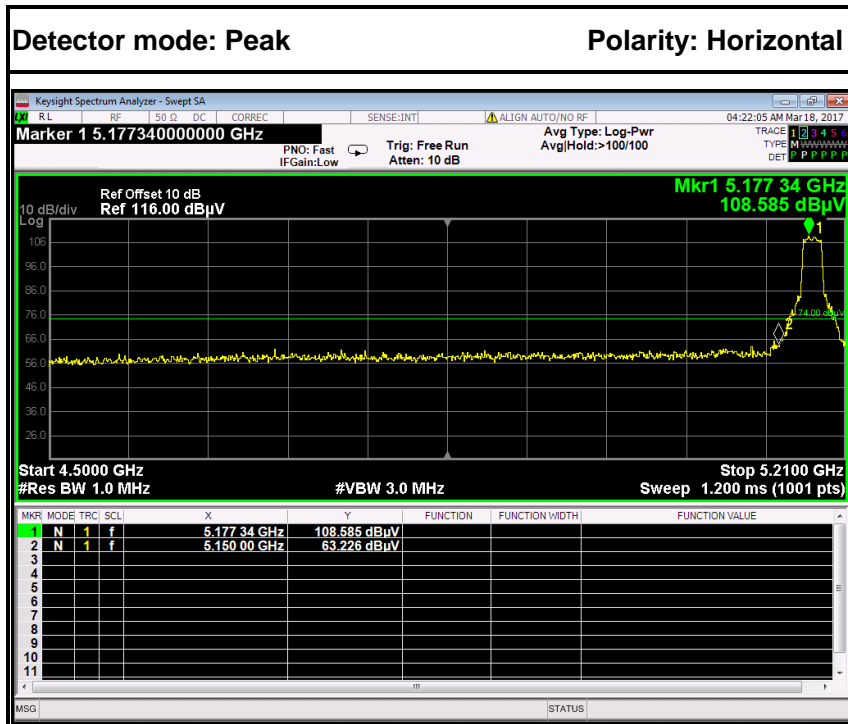 Detector mode: Peak Polarity: Horizontal
Keysight Spectrum Analyzer - Swept SA
LXI RL RF 50 Ω DC CORREC SENSE:INT ALIGN AUTO/NO RF 04:22:05 AM Mar 18, 2017
Marker 1 5.177340000000 GHz
PNO: Fast
IFGain:Low
Trig: Free Run
Atten: 10 dB
Avg Type: Log-Pwr
Avg|Hold:>100/100
TRACE 1 2 3 4 5 6
TYPE M WWWWW
DET P P P P P P
Mkr1 5.177 34 GHz
108.585 dBµV
Ref Offset 10 dB
10 dB/div Ref 116.00 dBµV
Log
1
106
96.0
86.0
76.0
74.00 dBµV
2
66.0
56.0
46.0
36.0
26.0
Start 4.5000 GHz Stop 5.2100 GHz
#Res BW 1.0 MHz #VBW 3.0 MHz Sweep 1.200 ms (1001 pts)
MKR MODE TRC SCL X Y FUNCTION FUNCTION WIDTH FUNCTION VALUE
1 N 1 f 5.177 34 GHz 108.585 dBµV
2 N 1 f 5.150 00 GHz 63.226 dBµV
3
4
5
6
7
8
9
10
11
MSG STATUS